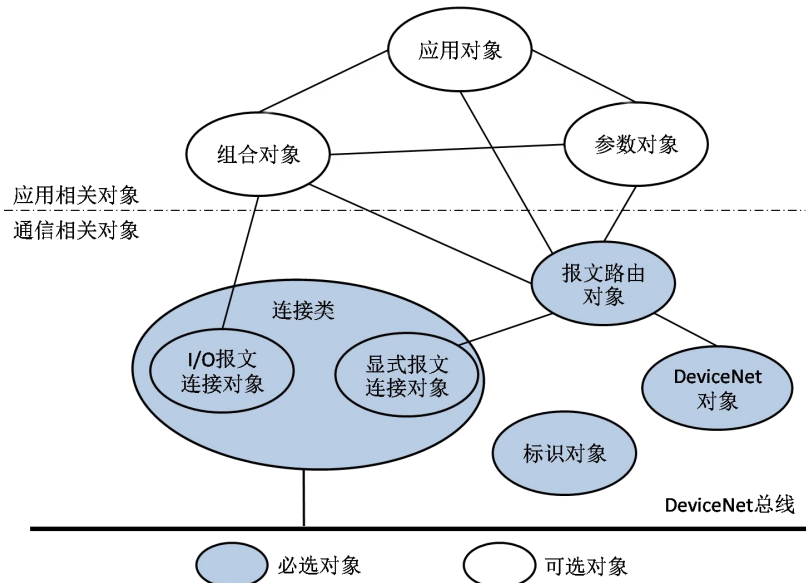 应用对象
组合对象
参数对象
应用相关对象
通信相关对象
报文路由
对象
连接类
I/O报文
连接对象
显式报文
连接对象
DeviceNet
对象
标识对象
DeviceNet总线
必选对象
可选对象